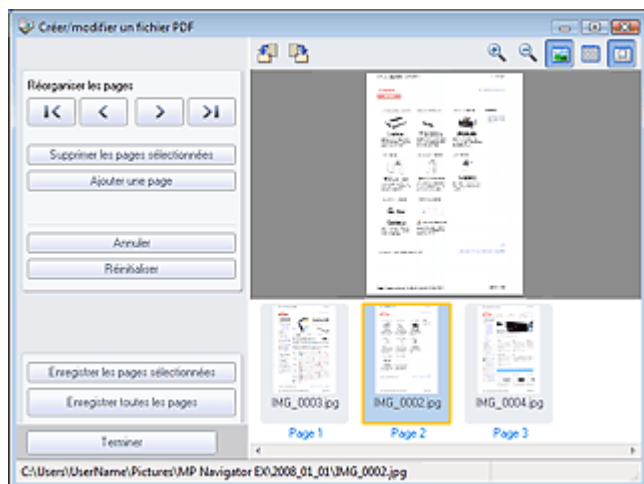 Créer/modifier un fichier PDF
Réorganiser les pages
Supprimer les pages sélectionnées
Ajouter une page
Annuler
Réinitialiser
Enregistrer les pages sélectionnées
Enregistrer toutes les pages
Terminer
IMG_0003.jpg
IMG_0002.jpg
IMG_0004.jpg
Page 1
Page 2
Page 3
C:\Users\UserName\Pictures\MP Navigator EX\2008_01_01\IMG_0002.jpg